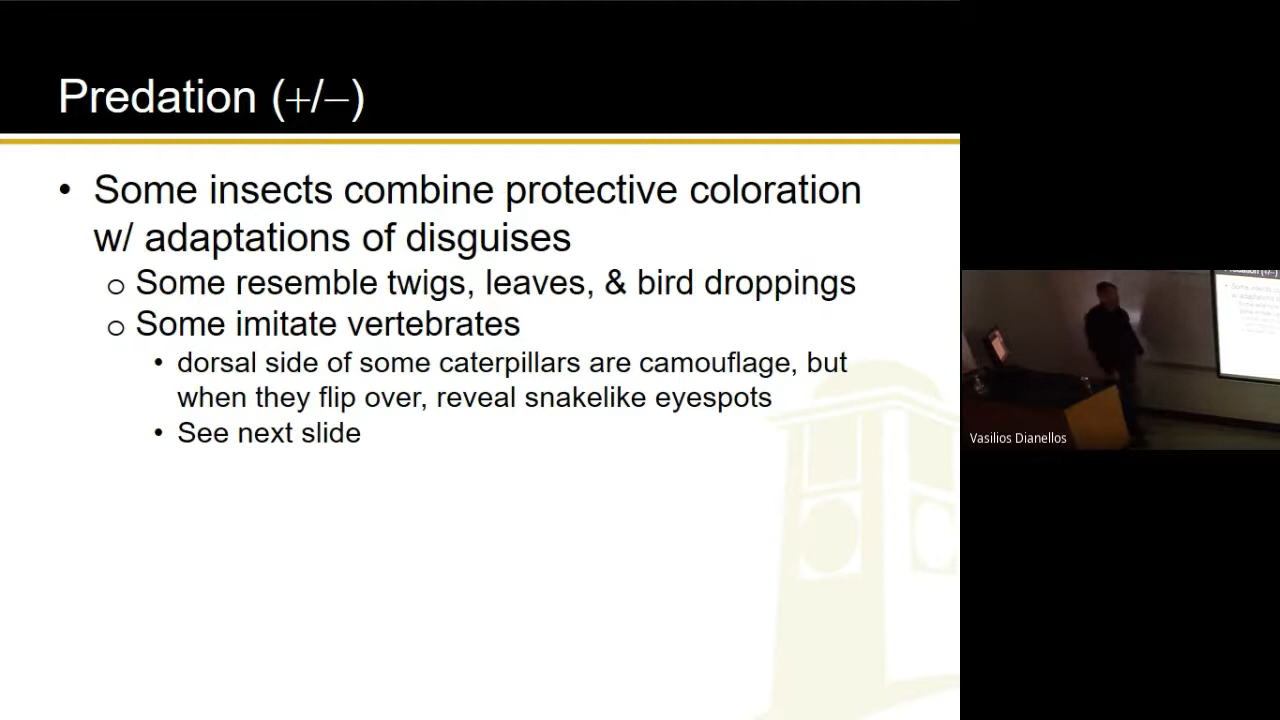 Predation (+/–)
• Some insects combine protective coloration
w/ adaptations of disguises
o Some resemble twigs, leaves, & bird droppings
o Some imitate vertebrates
• dorsal side of some caterpillars are camouflage, but
when they flip over, reveal snakelike eyespots
• See next slide
Vasilios Dianellos